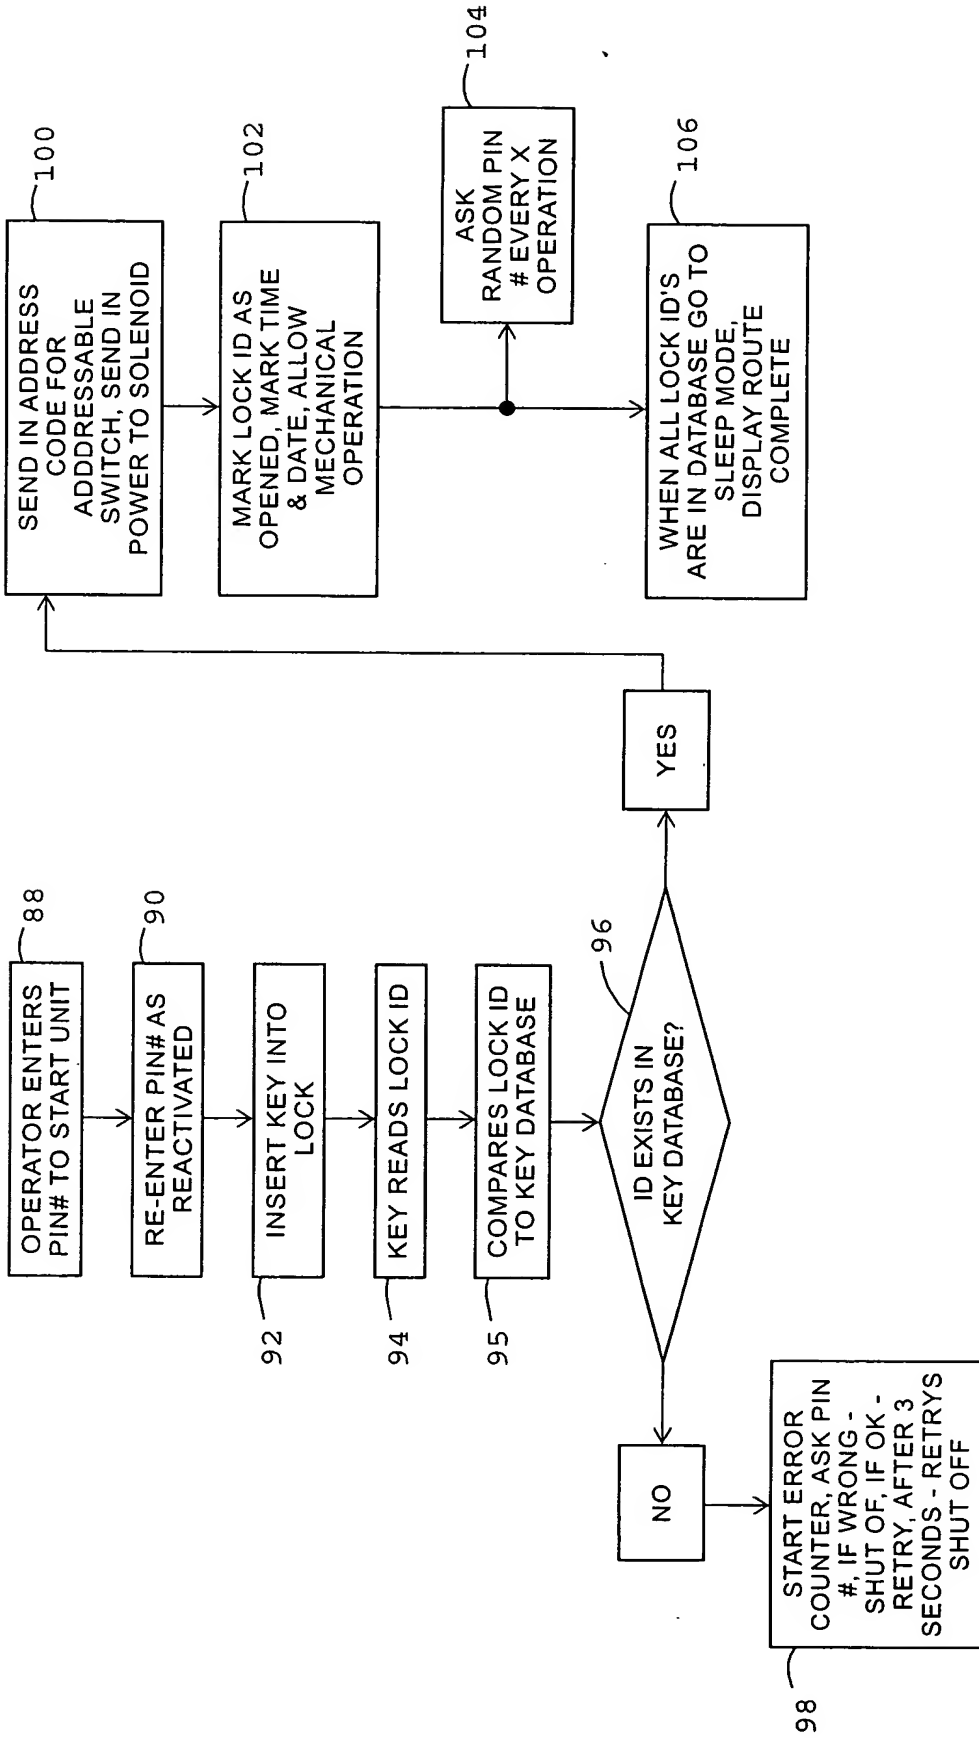 88
OPERATOR ENTERS
PIN# TO START UNIT
90
RE-ENTER PIN# AS
REACTIVATED
92
INSERT KEY INTO
LOCK
94
KEY READS LOCK ID
95
COMPARES LOCK ID
TO KEY DATABASE
96
ID EXISTS IN
KEY DATABASE?
NO
98
START ERROR
COUNTER, ASK PIN
#, IF WRONG -
SHUT OF, IF OK -
RETRY, AFTER 3
SECONDS - RETRYS
SHUT OFF
YES
100
SEND IN ADDRESS
CODE FOR
ADDDRESSABLE
SWITCH, SEND IN
POWER TO SOLENOID
102
MARK LOCK ID AS
OPENED, MARK TIME
& DATE, ALLOW
MECHANICAL
OPERATION
104
ASK
RANDOM PIN
# EVERY X
OPERATION
106
WHEN ALL LOCK ID'S
ARE IN DATABASE GO TO
SLEEP MODE,
DISPLAY ROUTE
COMPLETE